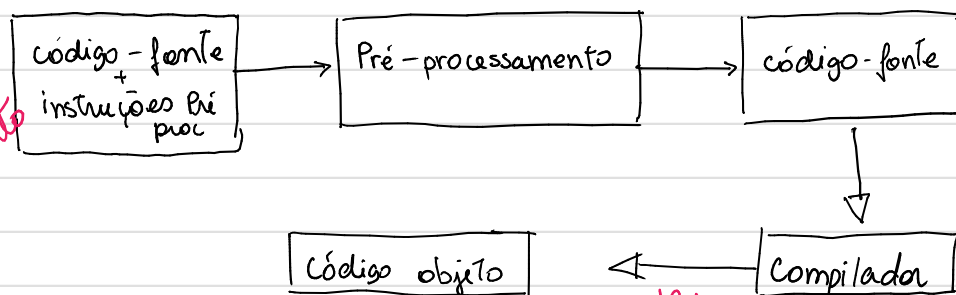 código-fonte
+
instruções Pré
proc
Pré-processamento
código-fonte
Compilador
Código objeto